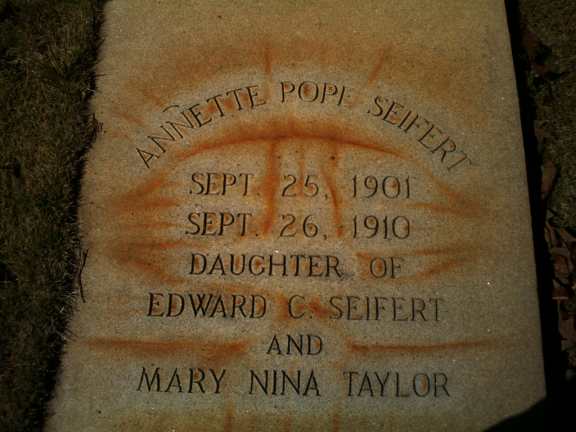 ANNETTE POPE SEIFERT
SEPT. 25, 1901
SEPT. 26, 1910
DAUGHTER OF
EDWARD C. SEIFERT
AND
MARY NINA TAYLOR